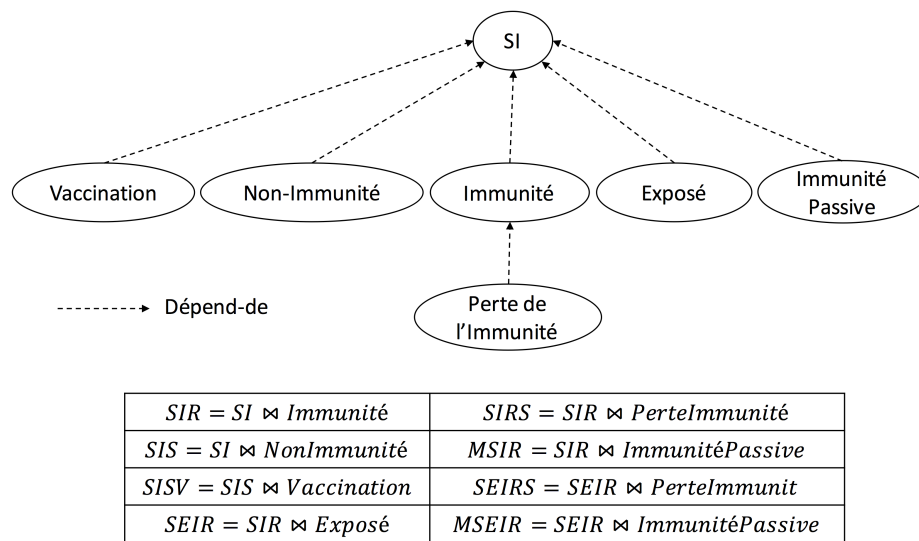 SI
Vaccination
Non-Immunité
Immunité
Exposé
Immunité
Passive
Dépend-de
Perte de
l’Immunité
SIR = SI ⋈ Immunité
SIRS = SIR ⋈ PerteImmunité
SIS = SI ⋈ NonImmunité
MSIR = SIR ⋈ ImmunitéPassive
SISV = SIS ⋈ Vaccination
SEIRS = SEIR ⋈ PerteImmunit
SEIR = SIR ⋈ Exposé
MSEIR = SEIR ⋈ ImmunitéPassive